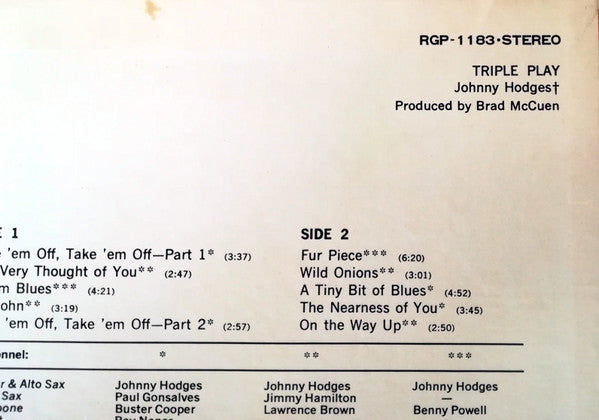 RGP-1183•STEREO
TRIPLE PLAY
Johnny Hodges†
Produced by Brad McCuen
1
'em Off, Take 'em Off—Part 1* (3:37)
Very Thought of You** (2:47)
Blues*** (4:21)
(3:19)
'em Off, Take 'em Off—Part 2* (2:57)
SIDE 2
Fur Piece*** (6:20)
Wild Onions** (3:01)
A Tiny Bit of Blues* (4:52)
The Nearness of You* (3:45)
On the Way Up** (2:50)
* ** ***
& Alto Sax Johnny Hodges Johnny Hodges Johnny Hodges
Sax Paul Gonsalves Jimmy Hamilton —
Buster Cooper Lawrence Brown Benny Powell